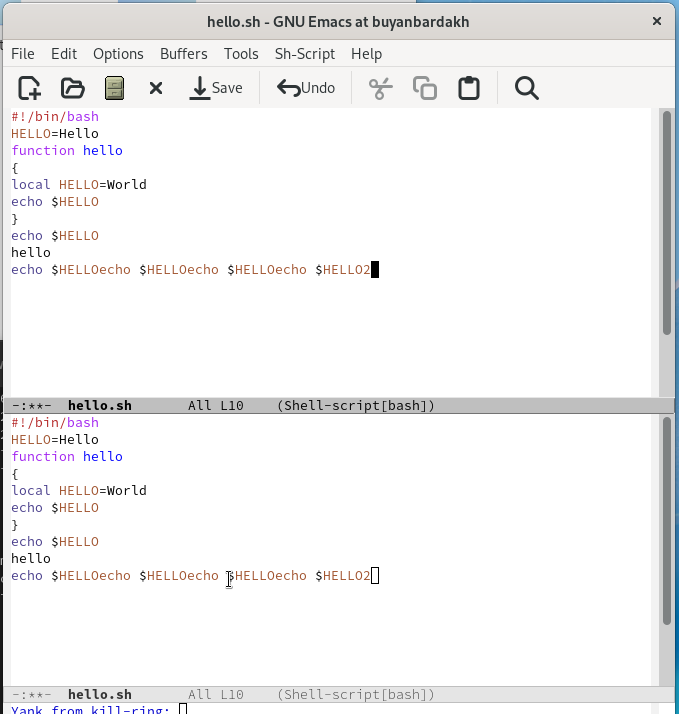 hello.sh - GNU Emacs at buyanbardakh ×
File Edit Options Buffers Tools Sh-Script Help
Save Undo
#!/bin/bash
HELLO=Hello
function hello
{
local HELLO=World
echo $HELLO
}
echo $HELLO
hello
echo $HELLOecho $HELLOecho $HELLOecho $HELLO2
-:**- hello.sh All L10 (Shell-script[bash])
#!/bin/bash
HELLO=Hello
function hello
{
local HELLO=World
echo $HELLO
}
echo $HELLO
hello
echo $HELLOecho $HELLOecho $HELLOecho $HELLO2
-:**- hello.sh All L10 (Shell-script[bash])
Yank from kill-ring: